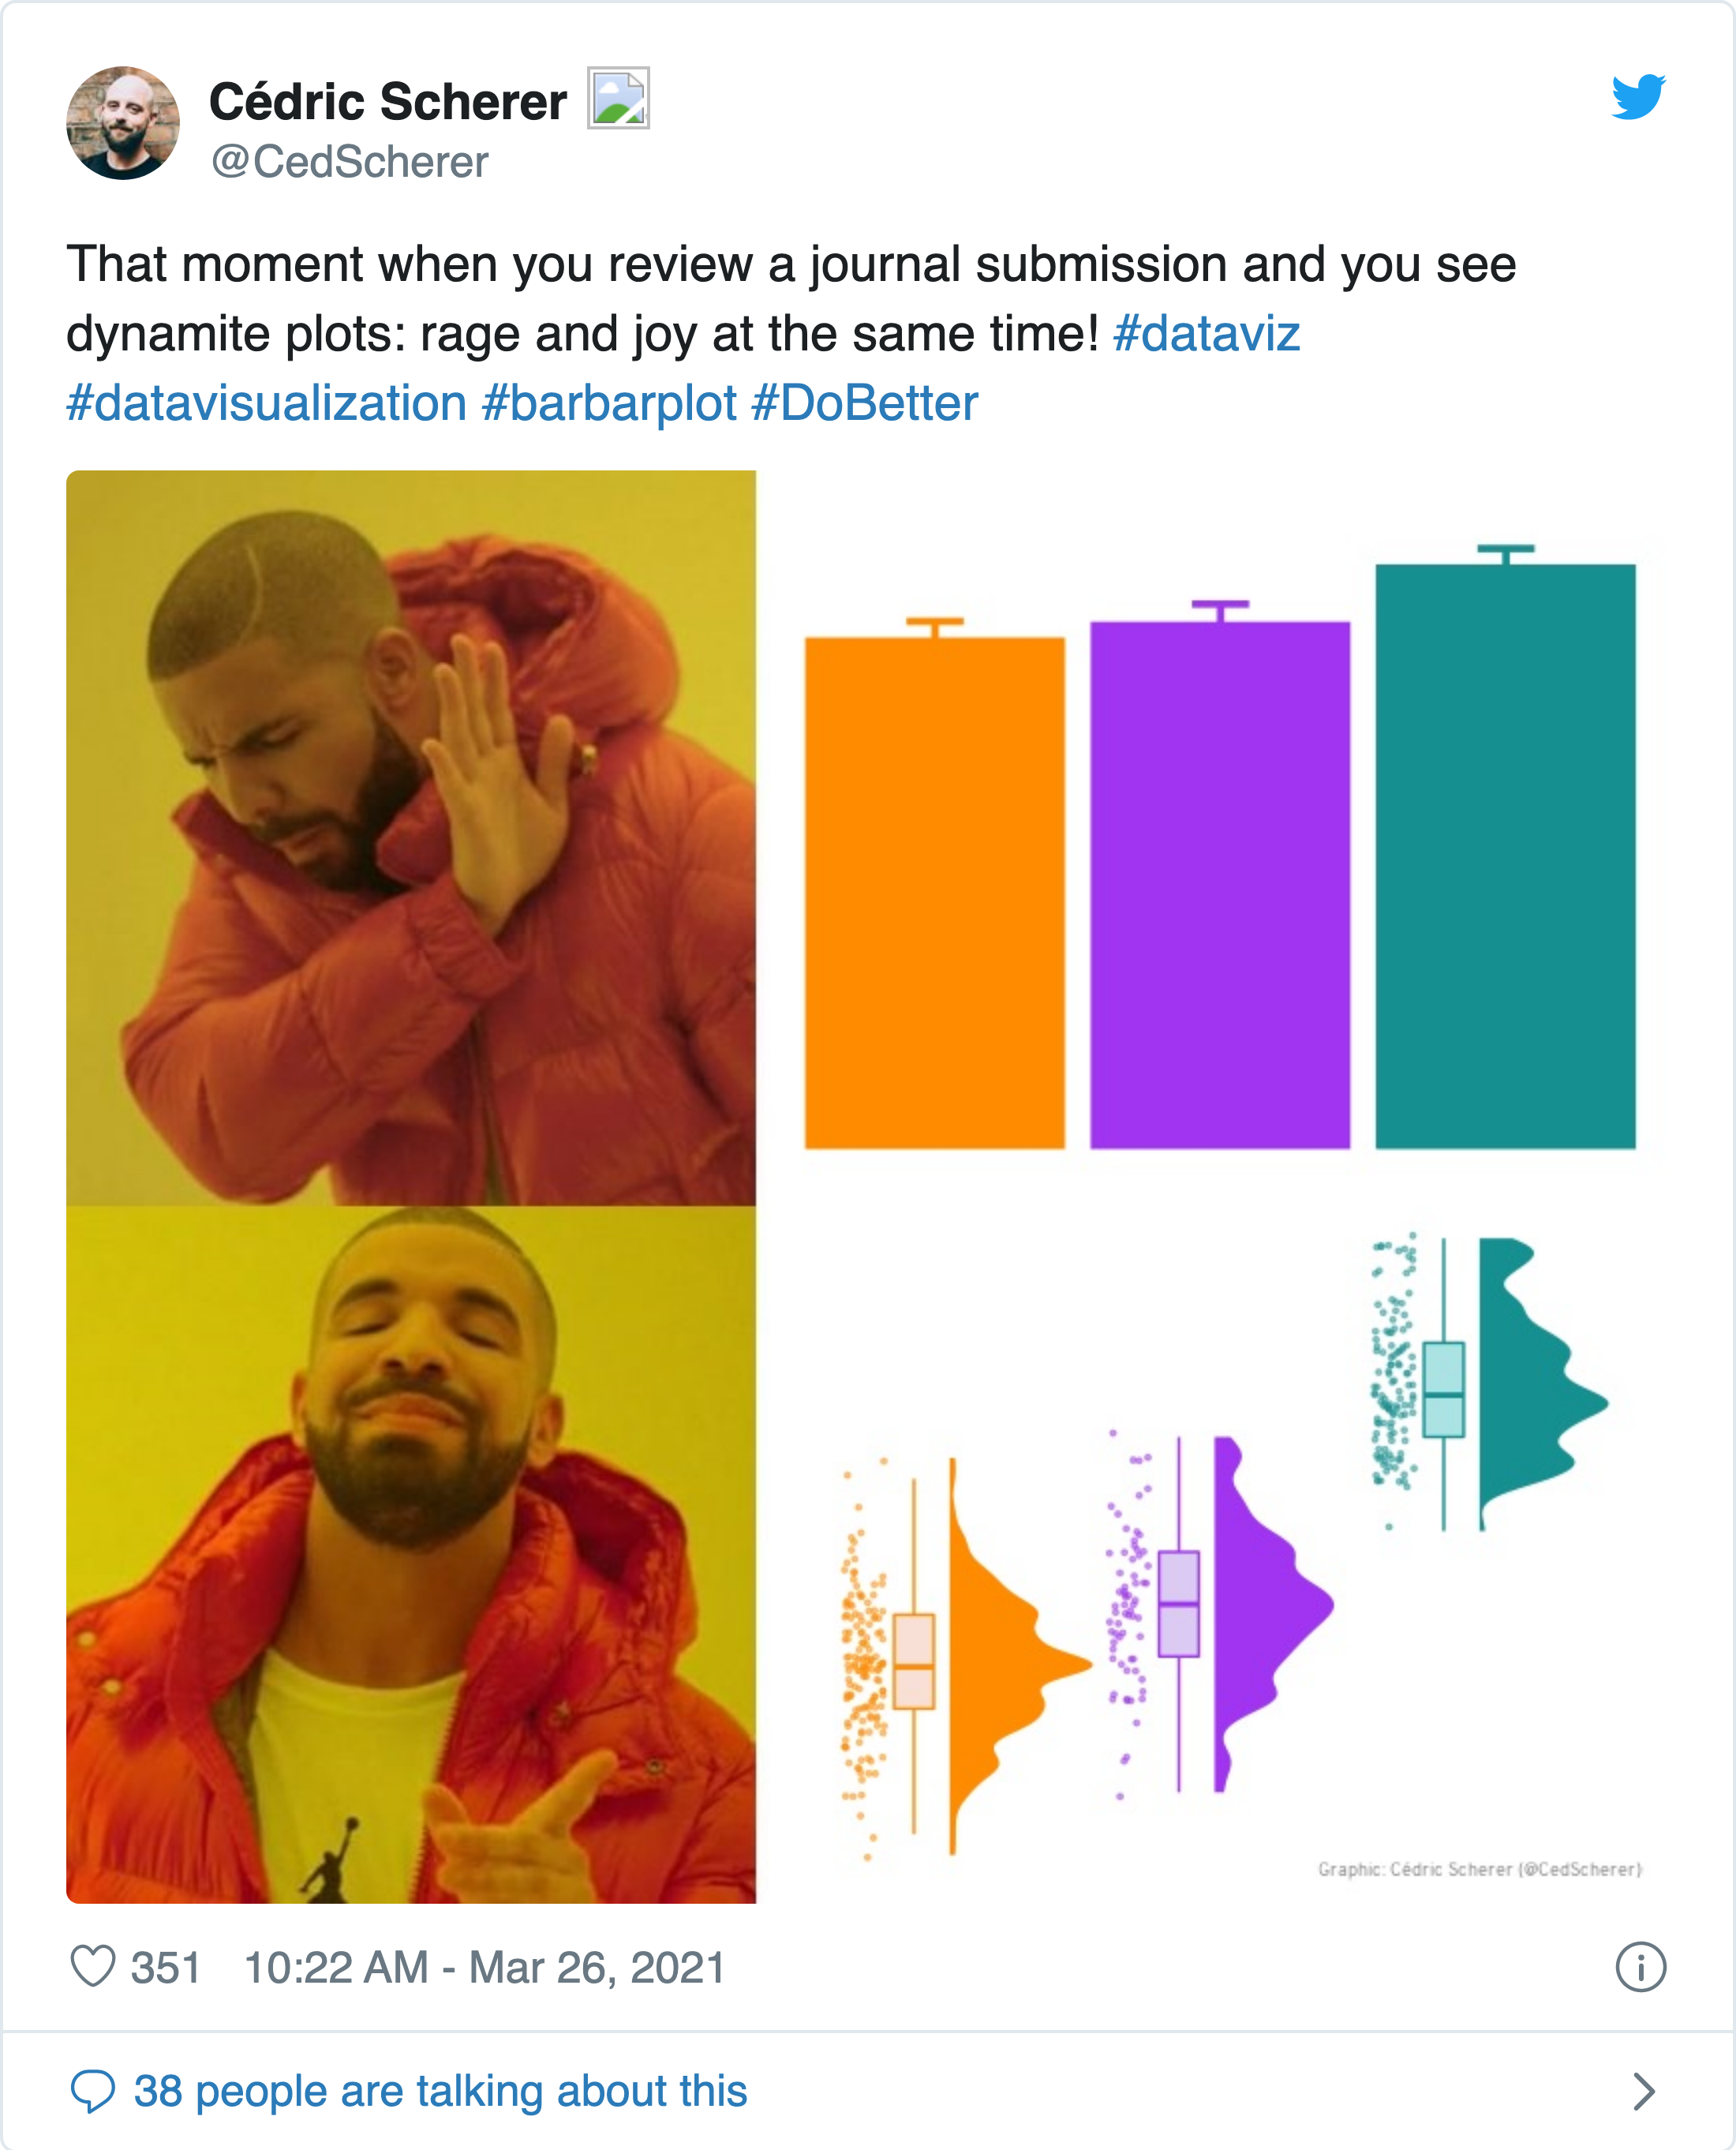 Cédric Scherer
@CedScherer
That moment when you review a journal submission and you see
dynamite plots: rage and joy at the same time! #dataviz
#datavisualization #barbarplot #DoBetter
Graphic: Cédric Scherer (@CedScherer)
351 10:22 AM - Mar 26, 2021
38 people are talking about this